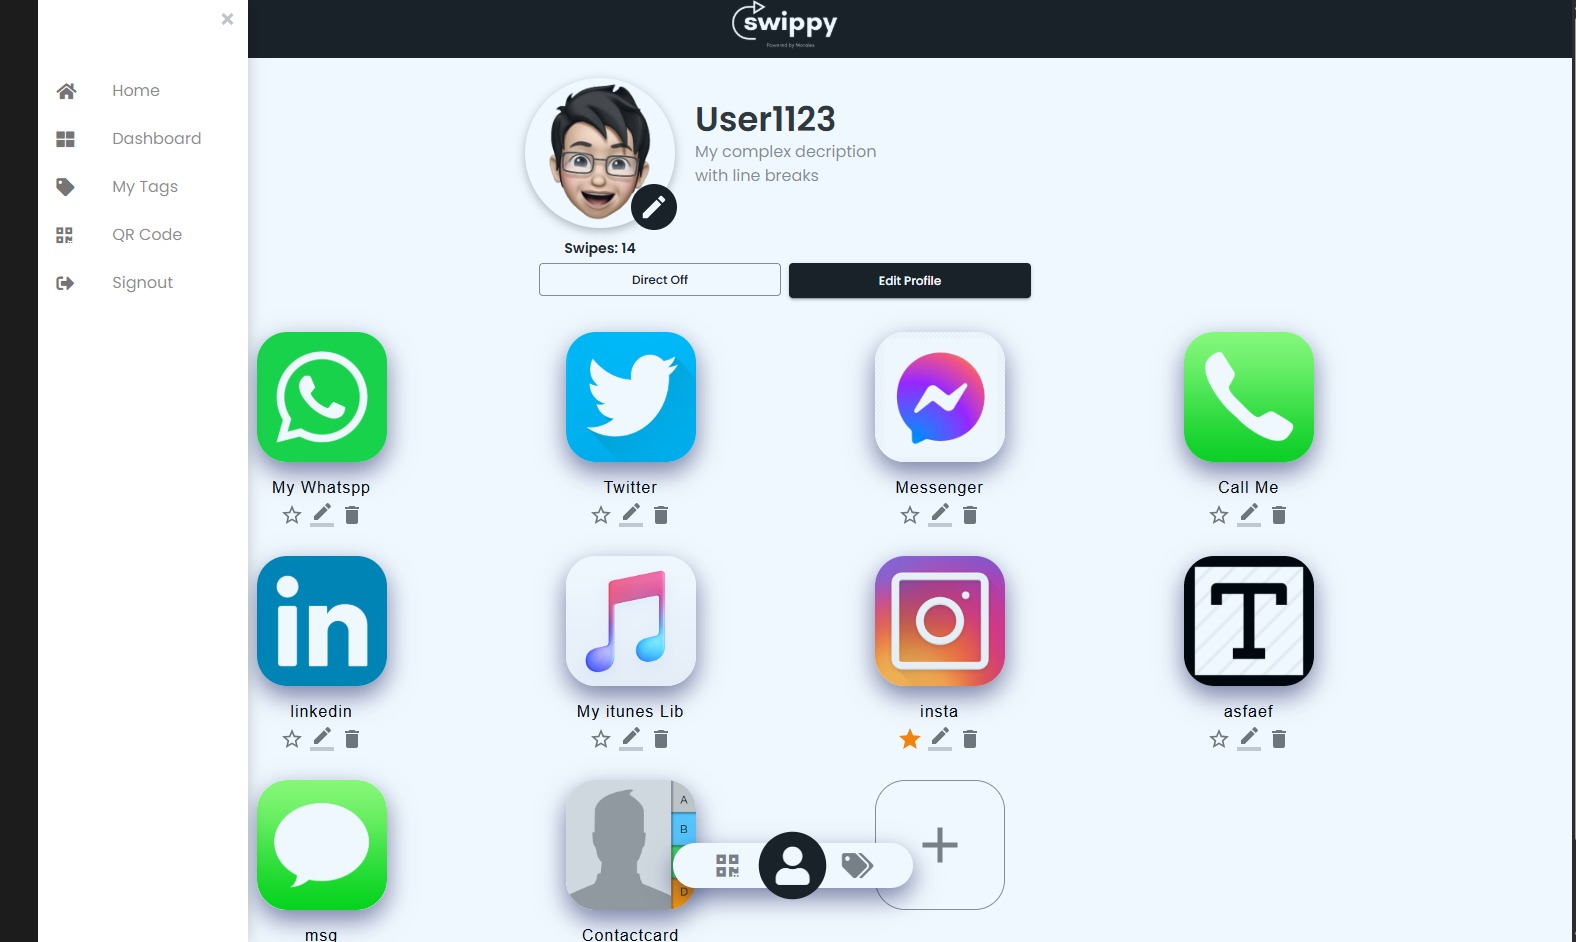 ×
swippy
Powered by Monales
Home
Dashboard
My Tags
QR Code
Signout
User1123
My complex decription
with line breaks
Swipes: 14
Direct Off
Edit Profile
My Whatspp
Twitter
Messenger
Call Me
in
T
linkedin
My itunes Lib
insta
asfaef
A
B
D
msg
Contactcard